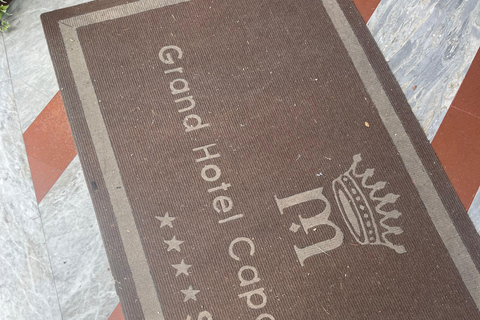 m
Grand Hotel Capo
★★★★ S